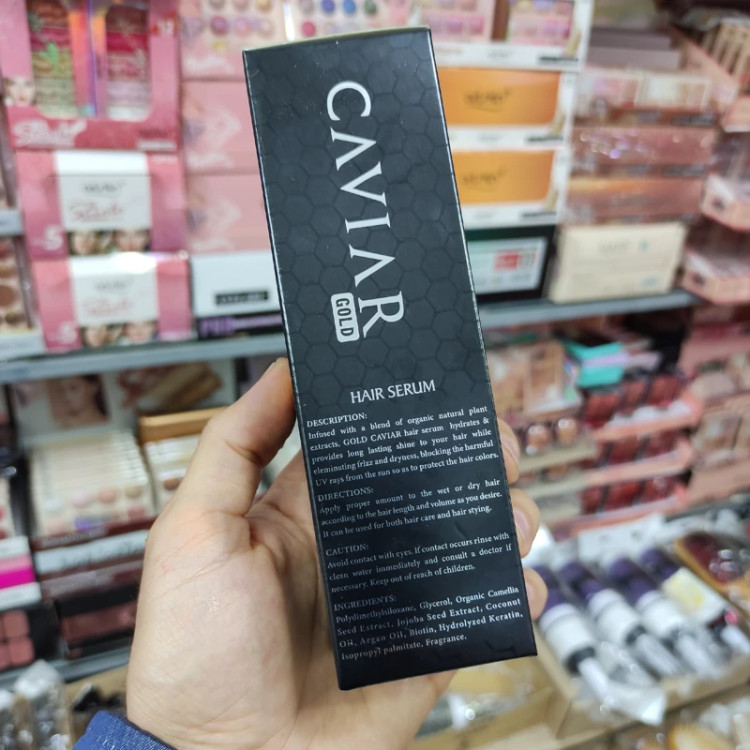 CAVIAR
GOLD
HAIR SERUM
DESCRIPTION:
Infused with a blend of organic natural plant
extracts, GOLD CAVIAR hair serum hydrates &
provides long lasting shine to your hair while
eleminating frizz and dryness, blocking the harmful
UV rays from the sun so as to protect the hair colors.
DIRECTIONS:
Apply proper amount to the wet or dry hair
according to the hair length and volume as you desire.
It can be used for both hair care and hair stying.
CAUTION:
Avoid contact with eyes. if contact occurs rinse with
clean water immediately and consult a doctor if
necessary. Keep out of reach of children.
INGREDIENTS:
Polydimethylsiloxane, Glycerol, Organic Camellia
Seed Extract, Jojoba Seed Extract, Coconut
Oil, Argan Oil, Biotin, Hydrolyzed Keratin,
Isopropyl palmitate, Fragrance.